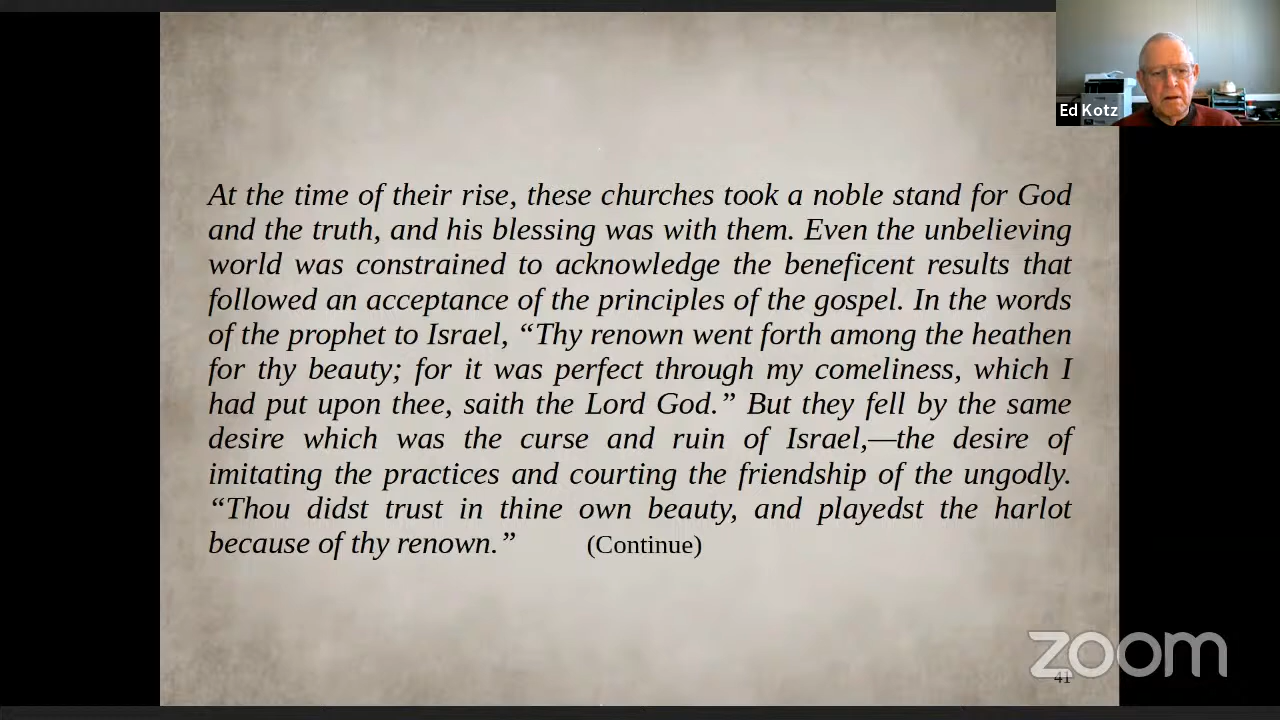 Ed Kotz
At the time of their rise, these churches took a noble stand for God
and the truth, and his blessing was with them. Even the unbelieving
world was constrained to acknowledge the beneficent results that
followed an acceptance of the principles of the gospel. In the words
of the prophet to Israel, “Thy renown went forth among the heathen
for thy beauty; for it was perfect through my comeliness, which I
had put upon thee, saith the Lord God.” But they fell by the same
desire which was the curse and ruin of Israel,—the desire of
imitating the practices and courting the friendship of the ungodly.
“Thou didst trust in thine own beauty, and playedst the harlot
because of thy renown.” (Continue)
zoom
41